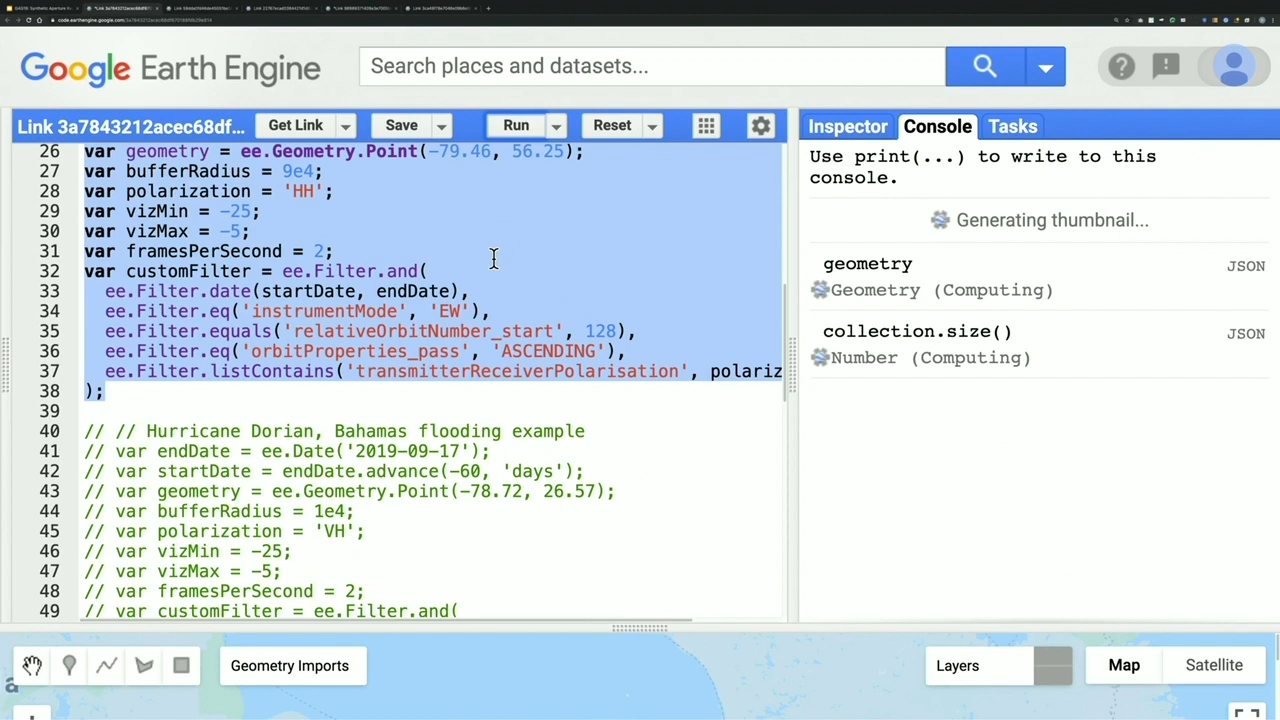 code.earthengine.google.com/
Google Earth Engine
Search places and datasets...
Link 3a7843212acec68df...
Get Link
Save
Run
Reset
Inspector
Console
Tasks
26 var geometry = ee.Geometry.Point(-79.46, 56.25);
27 var bufferRadius = 9e4;
28 var polarization = 'HH';
29 var vizMin = -25;
30 var vizMax = -5;
31 var framesPerSecond = 2;
32 var customFilter = ee.Filter.and(
33 ee.Filter.date(startDate, endDate),
34 ee.Filter.eq('instrumentMode', 'EW'),
35 ee.Filter.equals('relativeOrbitNumber_start', 128),
36 ee.Filter.eq('orbitProperties_pass', 'ASCENDING'),
37 ee.Filter.listContains('transmitterReceiverPolarisation', polariz
38 );
39
40 // // Hurricane Dorian, Bahamas flooding example
41 // var endDate = ee.Date('2019-09-17');
42 // var startDate = endDate.advance(-60, 'days');
43 // var geometry = ee.Geometry.Point(-78.72, 26.57);
44 // var bufferRadius = 1e4;
45 // var polarization = 'VH';
46 // var vizMin = -25;
47 // var vizMax = -5;
48 // var framesPerSecond = 2;
49 // var customFilter = ee.Filter.and(
Use print(...) to write to this
console.
Generating thumbnail...
geometry
JSON
Geometry (Computing)
collection.size()
JSON
Number (Computing)
Geometry Imports
Layers
Map
Satellite
a
+